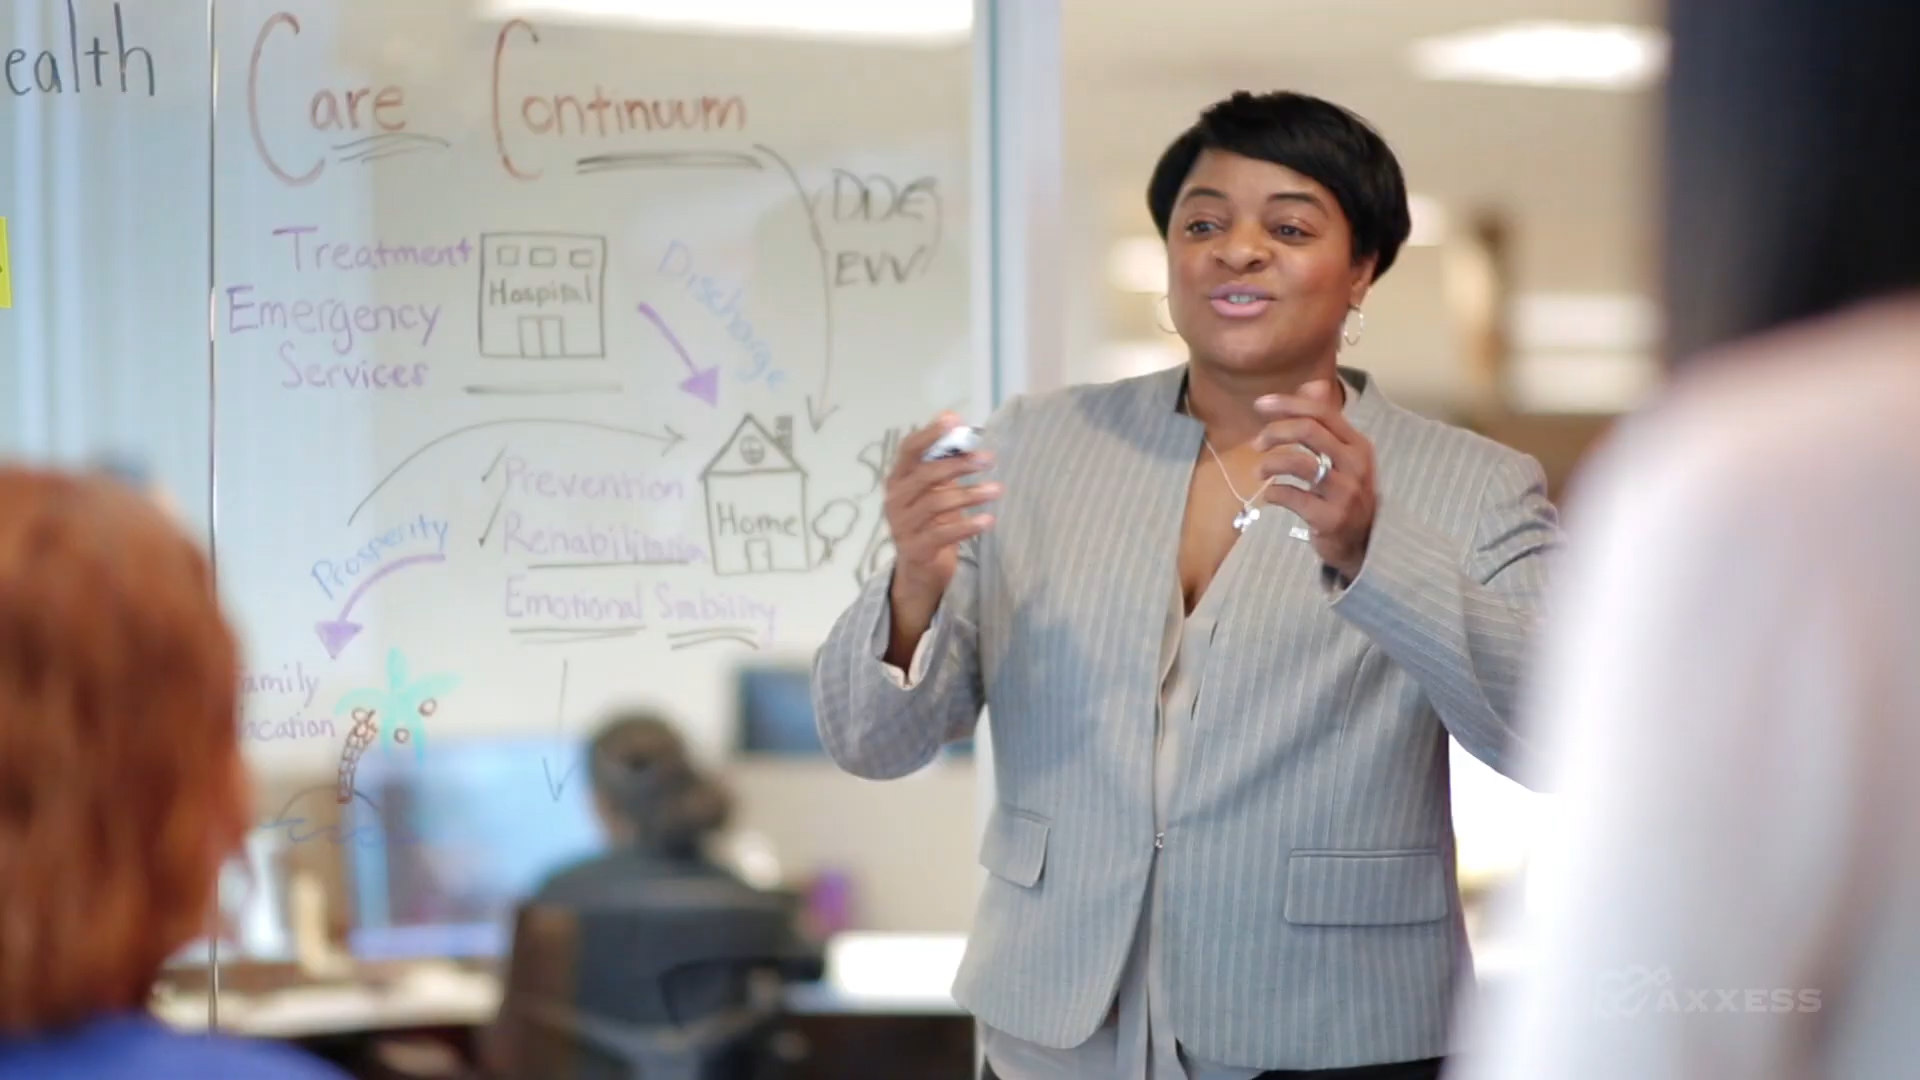 ealth
Care Continuum
DDE
EVV
Treatment
Emergency
Services
Hospital
Discharge
Prosperity
Prevention
Rehabilitation
Emotional Stability
Home
amily
acation
AXXESS